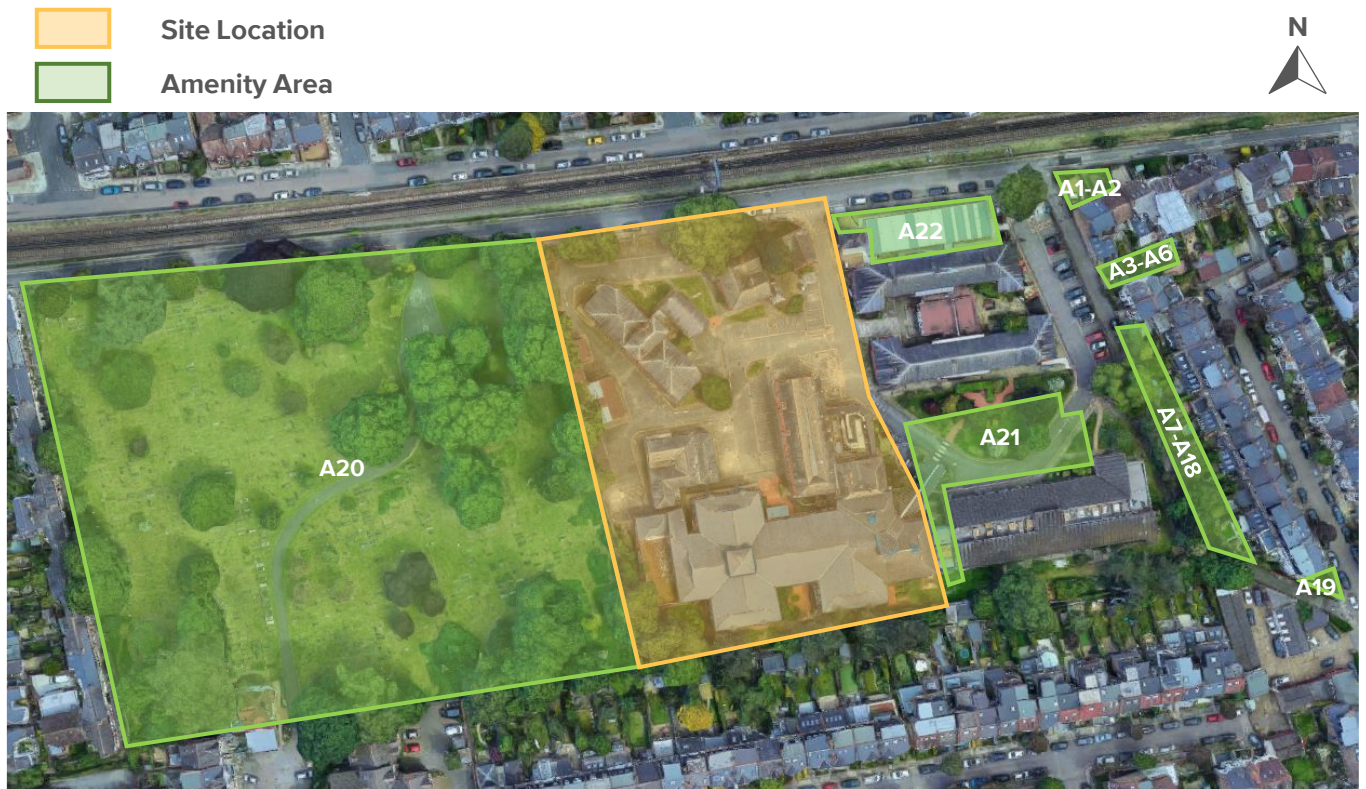 Site Location
N
Amenity Area
A1-A2
A22
A3-A6
A21
A7-A18
A20
A19